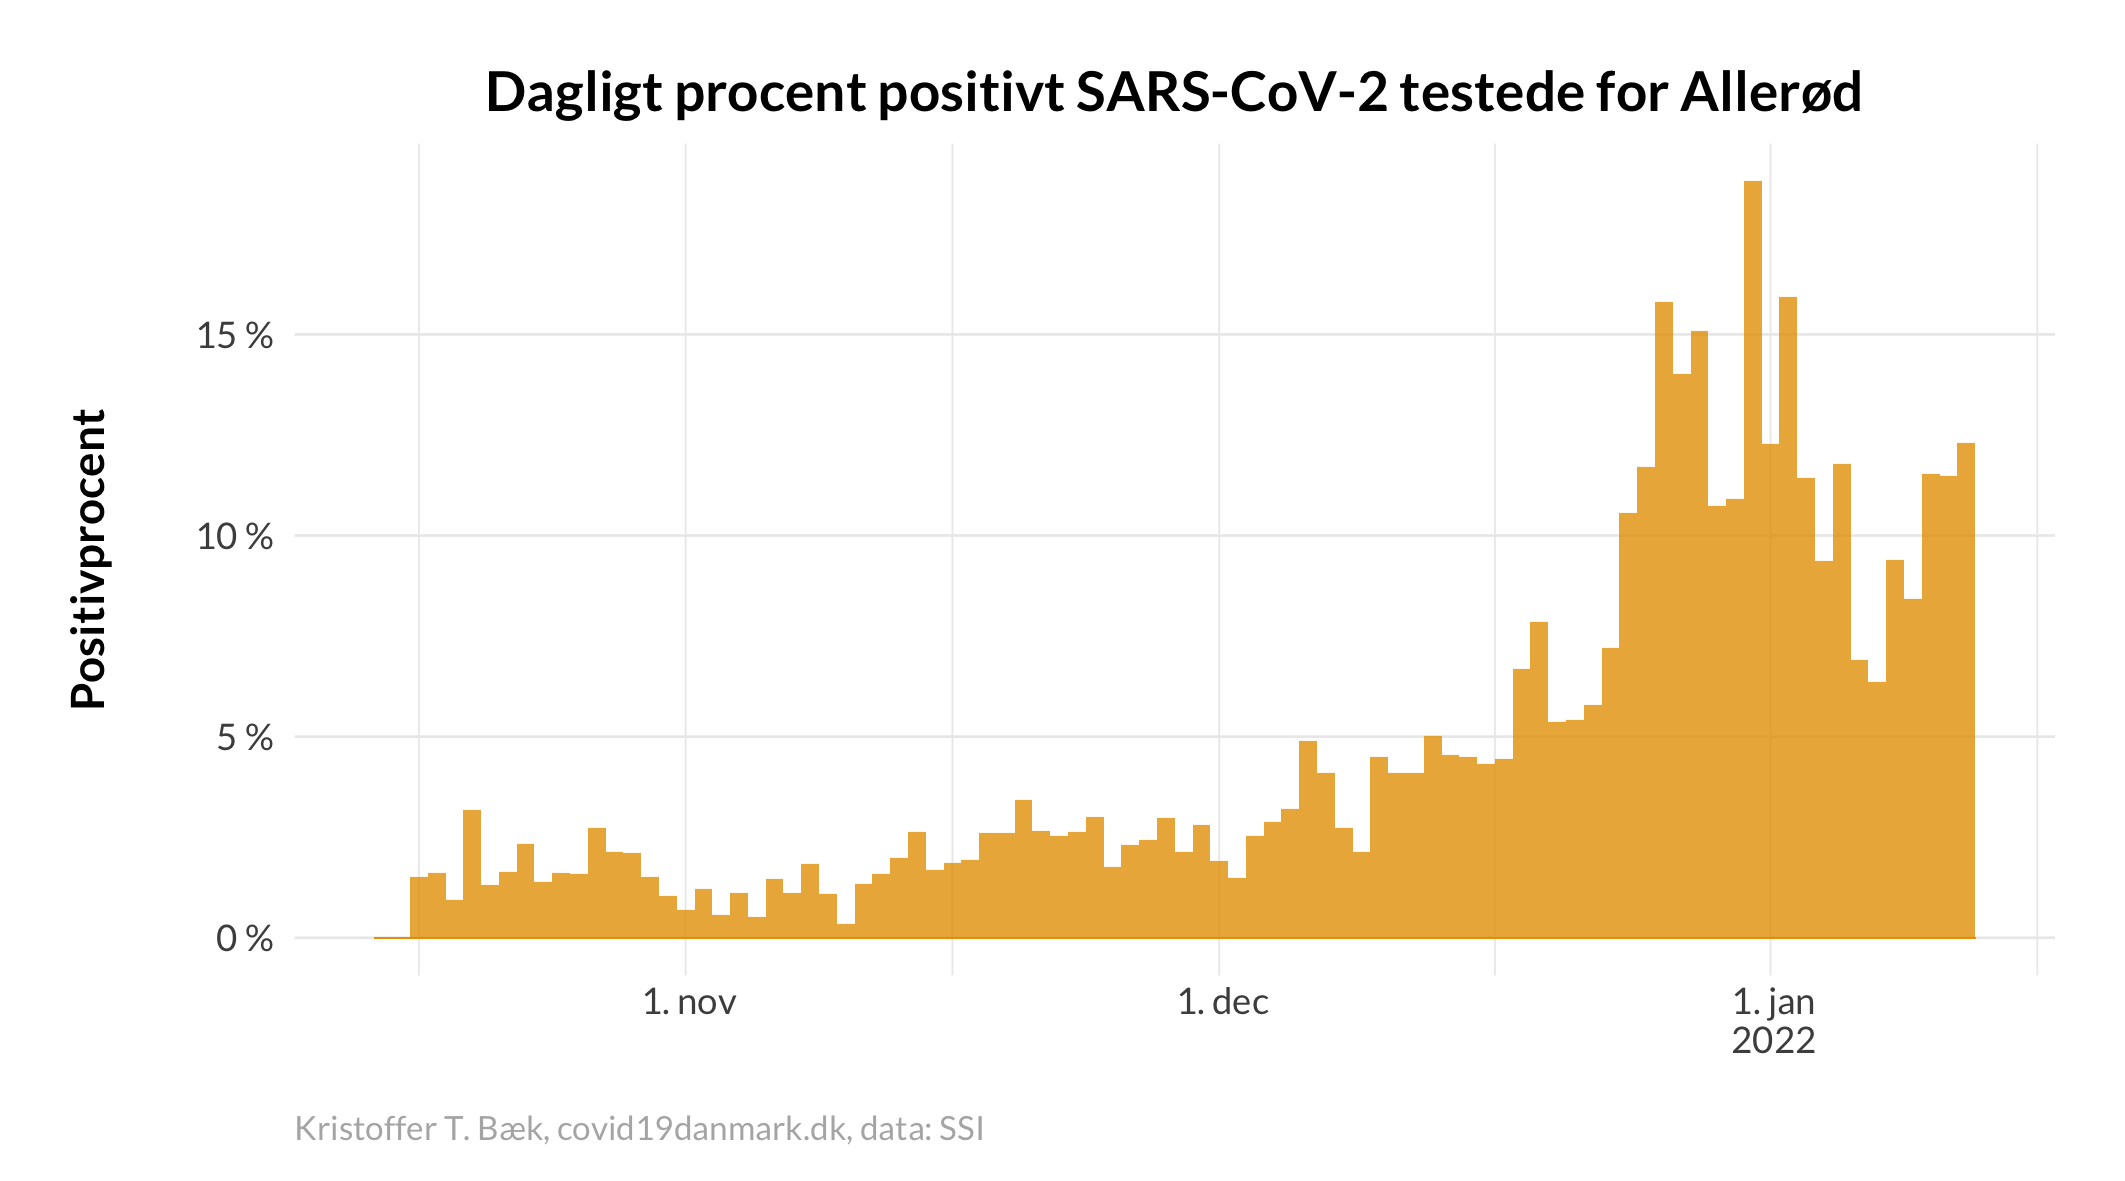 Dagligt procent positivt SARS-CoV-2 testede for Allerød
Positivprocent
15 %
10 %
5 %
0 %
1. nov
1. dec
1. jan
2022
Kristoffer T. Bæk, covid19danmark.dk, data: SSI